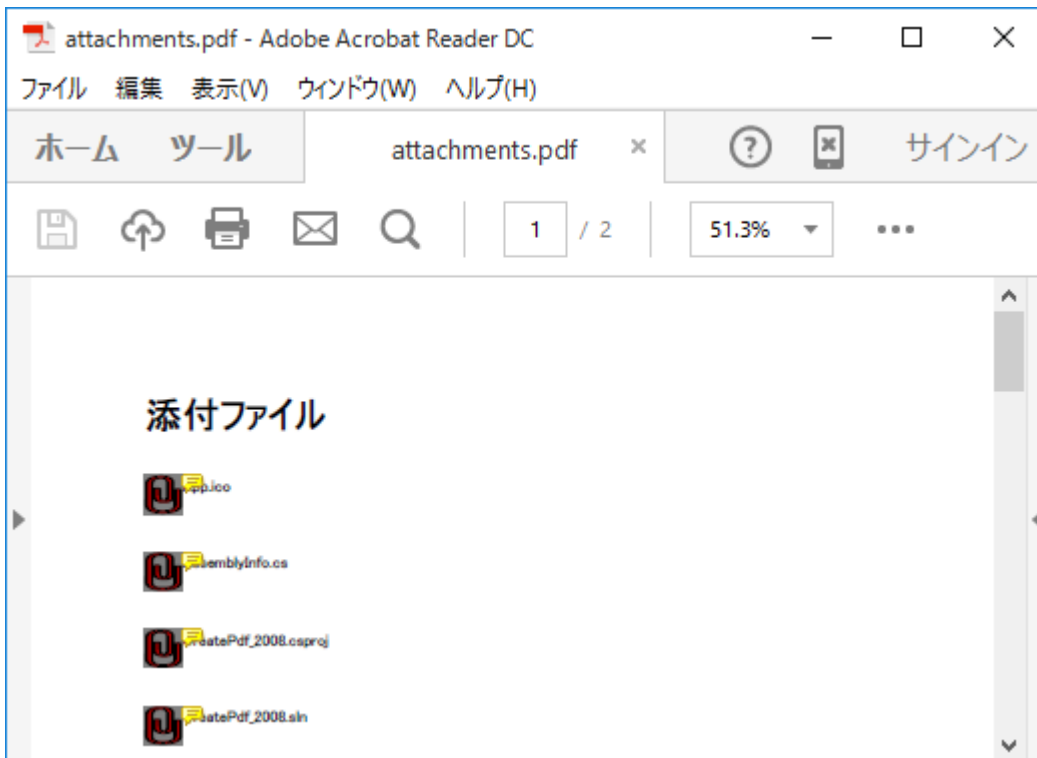 attachments.pdf - Adobe Acrobat Reader DC
ファイル 編集 表示(V) ウィンドウ(W) ヘルプ(H)
ホーム ツール attachments.pdf サインイン
1 / 2 51.3%
添付ファイル
pp.ico
semblyInfo.cs
eatePdf_2008.csproj
eatePdf_2008.sln